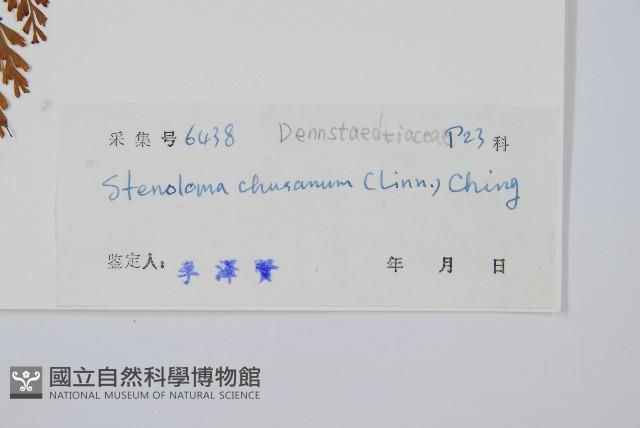 采集号 6438 Dennstaedtiaceae P23 科
Stenoloma chusanum (Linn.) Ching
鉴定人: 李泽贤 年 月 日
國立自然科學博物館
NATIONAL MUSEUM OF NATURAL SCIENCE